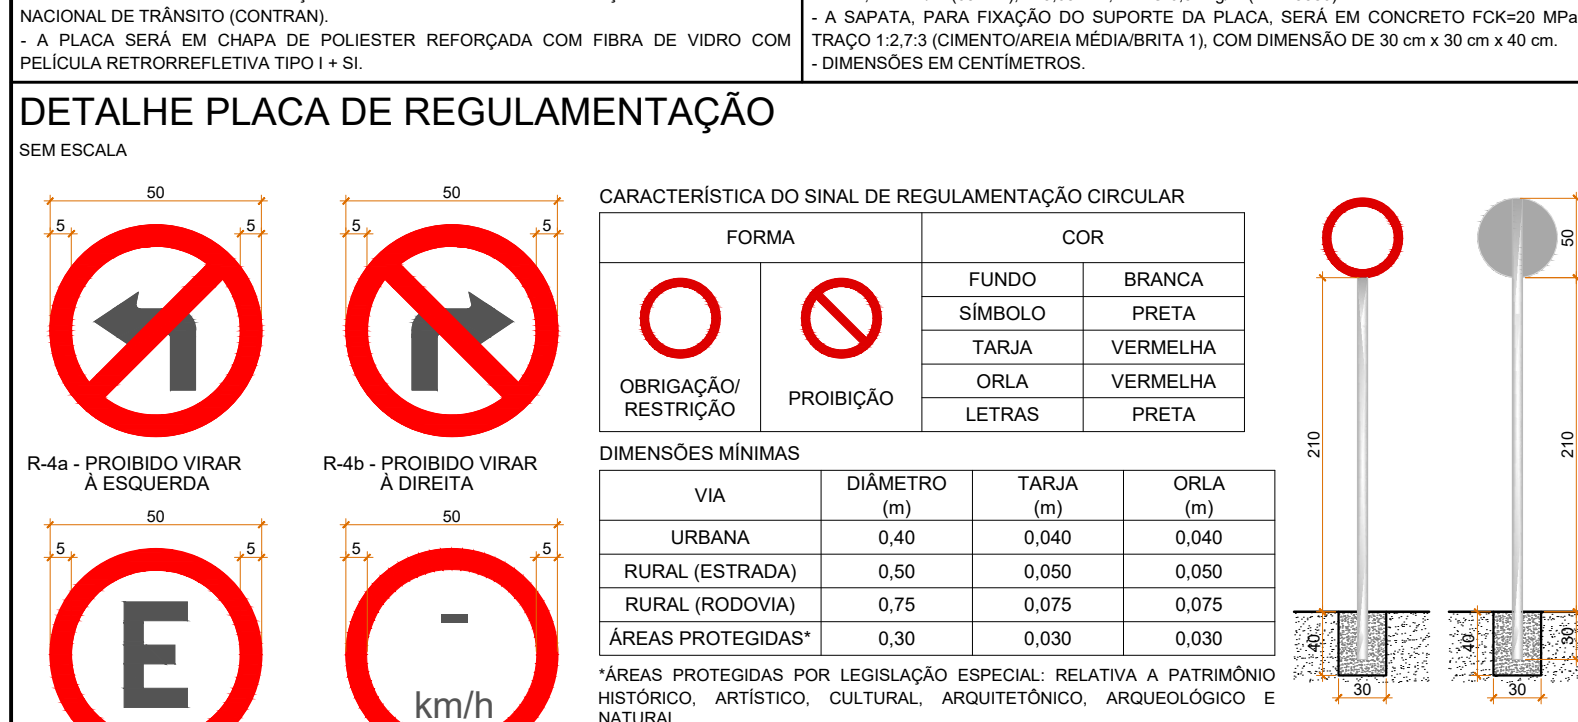 NACIONAL DE TRÂNSITO (CONTRAN).
- A PLACA SERÁ EM CHAPA DE POLIESTER REFORÇADA COM FIBRA DE VIDRO COM
PELÍCULA RETRORREFLETIVA TIPO I + SI.
- A SAPATA, PARA FIXAÇÃO DO SUPORTE DA PLACA, SERÁ EM CONCRETO FCK=20 MPa
TRAÇO 1:2,7:3 (CIMENTO/AREIA MÉDIA/BRITA 1), COM DIMENSÃO DE 30 cm x 30 cm x 40 cm.
- DIMENSÕES EM CENTÍMETROS.
DETALHE PLACA DE REGULAMENTAÇÃO
SEM ESCALA
50
5
5
R-4a - PROIBIDO VIRAR
À ESQUERDA
50
5
5
R-4b - PROIBIDO VIRAR
À DIREITA
50
5
5
E
50
5
5
-
km/h
CARACTERÍSTICA DO SINAL DE REGULAMENTAÇÃO CIRCULAR
FORMA
COR
OBRIGAÇÃO/
RESTRIÇÃO
PROIBIÇÃO
FUNDO BRANCA
SÍMBOLO PRETA
TARJA VERMELHA
ORLA VERMELHA
LETRAS PRETA
DIMENSÕES MÍNIMAS
VIA DIÂMETRO TARJA ORLA
(m) (m) (m)
URBANA 0,40 0,040 0,040
RURAL (ESTRADA) 0,50 0,050 0,050
RURAL (RODOVIA) 0,75 0,075 0,075
ÁREAS PROTEGIDAS* 0,30 0,030 0,030
*ÁREAS PROTEGIDAS POR LEGISLAÇÃO ESPECIAL: RELATIVA A PATRIMÔNIO
HISTÓRICO, ARTÍSTICO, CULTURAL, ARQUITETÔNICO, ARQUEOLÓGICO E
NATURAL
210
40
30
50
210
40
30
30